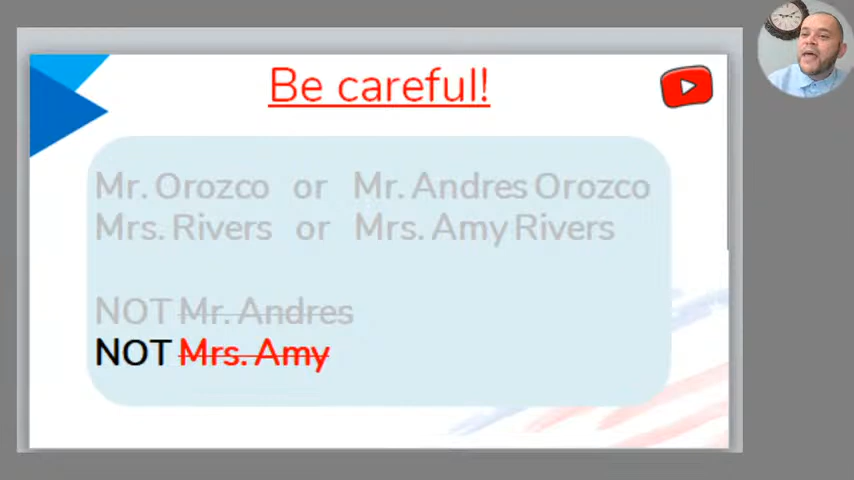 Be careful!
Mr. Orozco or Mr. Andres Orozco
Mrs. Rivers or Mrs. Amy Rivers
NOT Mr. Andres
NOT Mrs. Amy